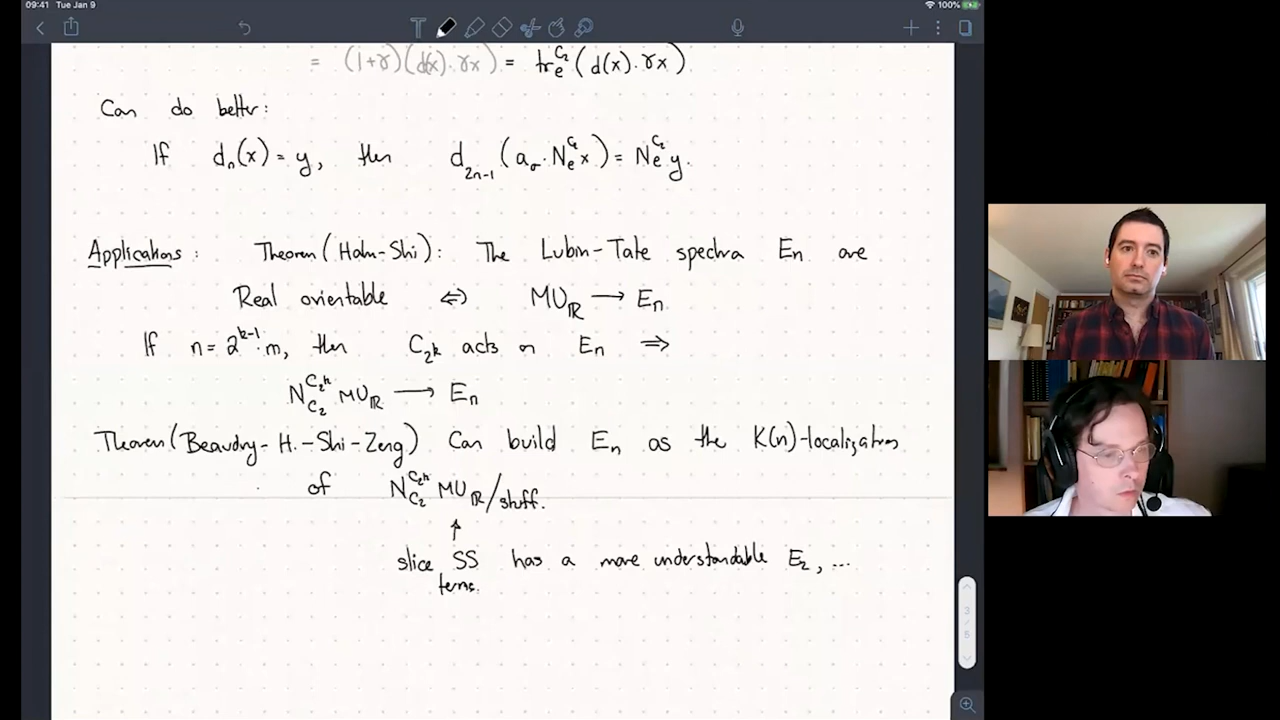 09:41 Tue Jan 9
100%
= (1+γ)(d(x)·γx) = tr_e^{C_2}(d(x)·γx)
Can do better:
If d_n(x) = y, then d_{2n-1}(a_σ·N_e^{C_2}x) = N_e^{C_2}y.
Applications: Theorem (Hahn-Shi): The Lubin-Tate spectra E_n are
Real orientable ⇔ MU_ℝ → E_n
If n = 2^{k-1}·m, then C_{2^k} acts on E_n ⇒
N_{C_2}^{C_{2^k}} MU_ℝ → E_n
Theorem (Beaudry-H.-Shi-Zeng) Can build E_n as the K(n)-localization
of N_{C_2}^{C_{2^k}} MU_ℝ/stuff.
↑
slice SS has a more understandable E_2, ...
terms.
3 / 5